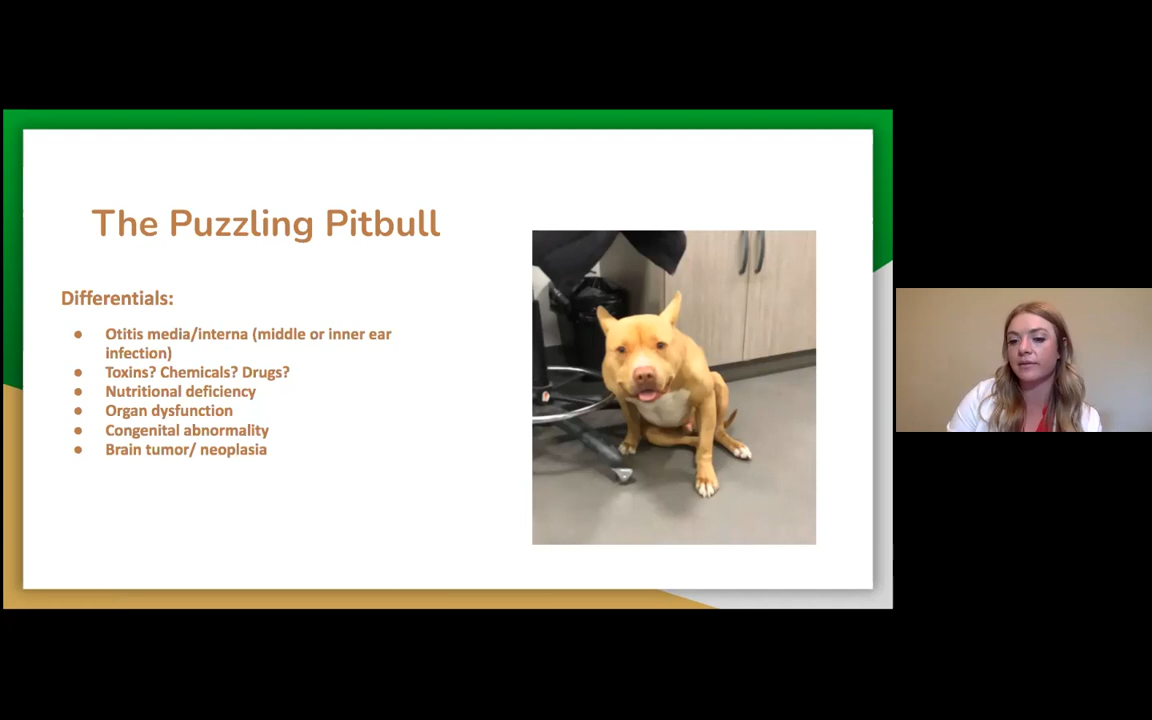 The Puzzling Pitbull
Differentials:
● Otitis media/interna (middle or inner ear
infection)
● Toxins? Chemicals? Drugs?
● Nutritional deficiency
● Organ dysfunction
● Congenital abnormality
● Brain tumor/ neoplasia